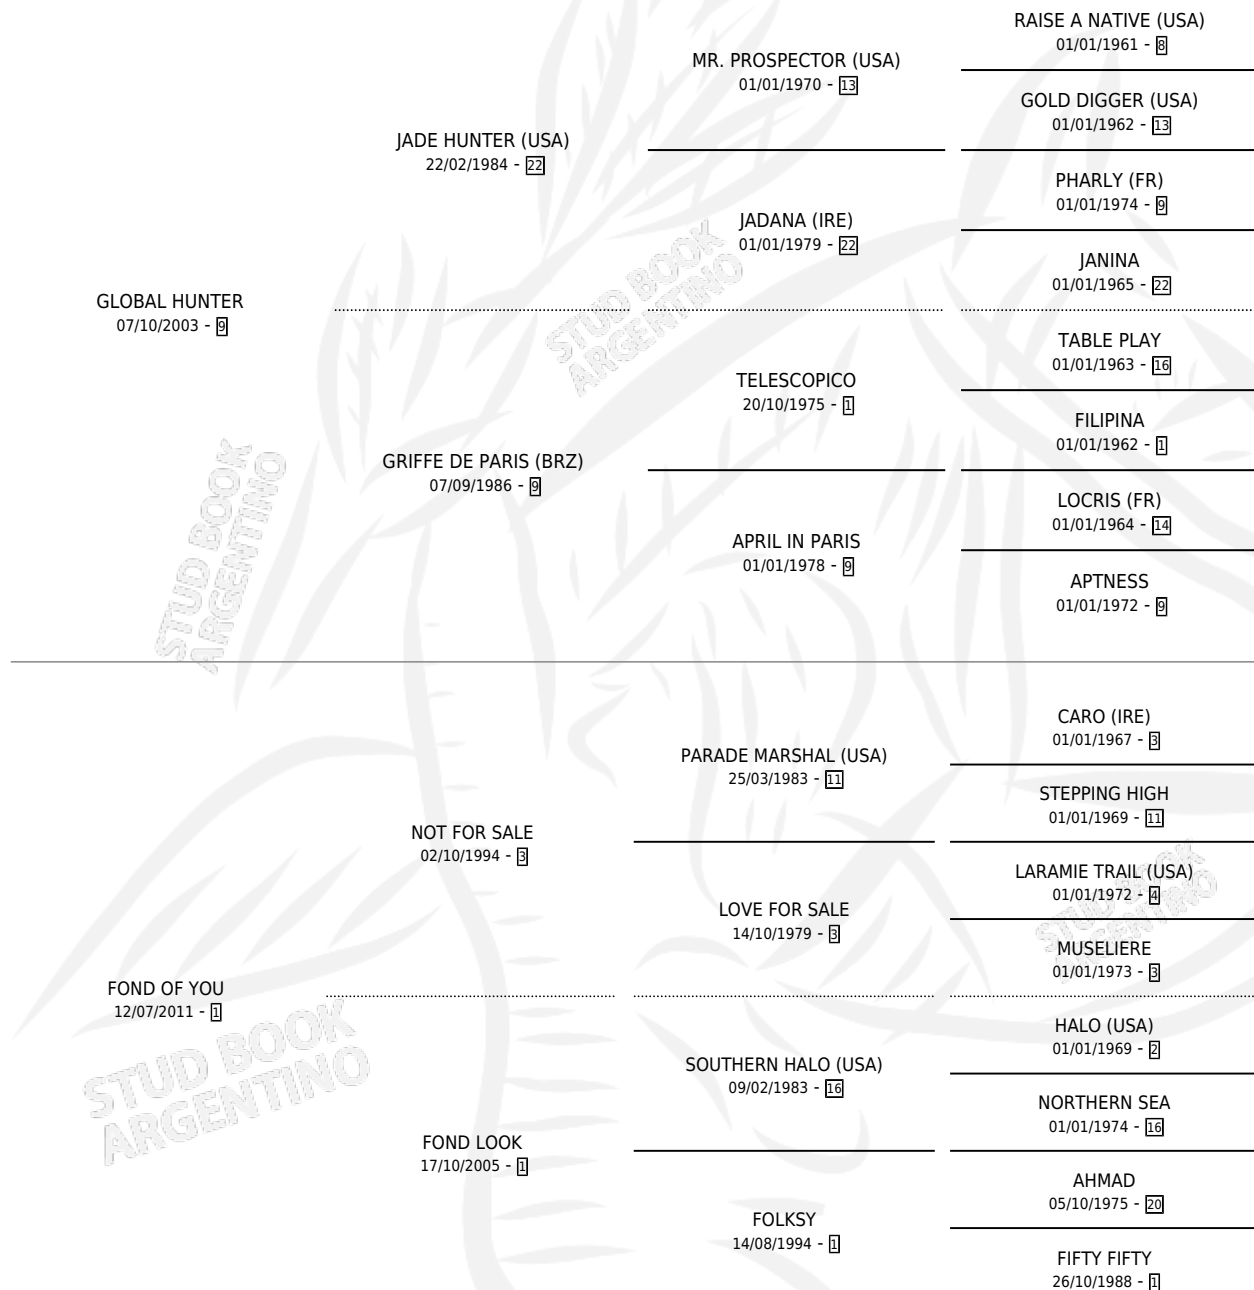 RAISE A NATIVE (USA)
01/01/1961 - 8
MR. PROSPECTOR (USA)
01/01/1970 - 13
GOLD DIGGER (USA)
01/01/1962 - 13
JADE HUNTER (USA)
22/02/1984 - 22
PHARLY (FR)
01/01/1974 - 9
JADANA (IRE)
01/01/1979 - 22
JANINA
01/01/1965 - 22
GLOBAL HUNTER
07/10/2003 - 9
TABLE PLAY
01/01/1963 - 16
TELESCOPICO
20/10/1975 - 1
FILIPINA
01/01/1962 - 1
GRIFFE DE PARIS (BRZ)
07/09/1986 - 9
LOCRIS (FR)
01/01/1964 - 14
APRIL IN PARIS
01/01/1978 - 9
APTNESS
01/01/1972 - 9
CARO (IRE)
01/01/1967 - 3
PARADE MARSHAL (USA)
25/03/1983 - 11
STEPPING HIGH
01/01/1969 - 11
NOT FOR SALE
02/10/1994 - 3
LARAMIE TRAIL (USA)
01/01/1972 - 4
LOVE FOR SALE
14/10/1979 - 3
MUSELIERE
01/01/1973 - 3
FOND OF YOU
12/07/2011 - 1
HALO (USA)
01/01/1969 - 2
SOUTHERN HALO (USA)
09/02/1983 - 16
NORTHERN SEA
01/01/1974 - 16
FOND LOOK
17/10/2005 - 1
AHMAD
05/10/1975 - 20
FOLKSY
14/08/1994 - 1
FIFTY FIFTY
26/10/1988 - 1
STUD BOOK
ARGENTINO
STUD BOOK
ARGENTINO
STUD BOOK
ARGENTINO
STUD BOOK
ARGENTINO